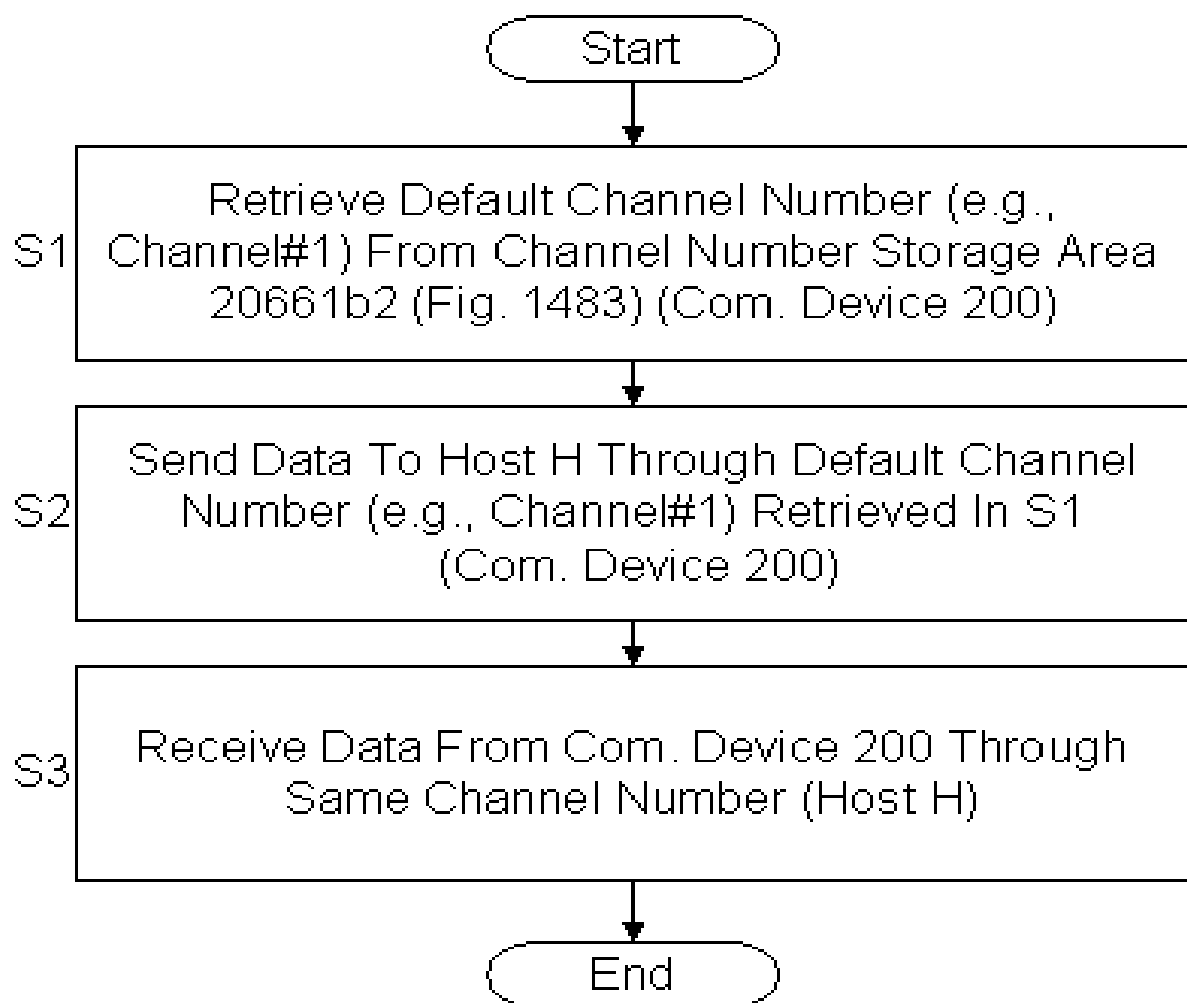 Start
S1
Retrieve Default Channel Number (e.g.,
Channel#1) From Channel Number Storage Area
20661b2 (Fig. 1483) (Com. Device 200)
S2
Send Data To Host H Through Default Channel
Number (e.g., Channel#1) Retrieved In S1
(Com. Device 200)
S3
Receive Data From Com. Device 200 Through
Same Channel Number (Host H)
End